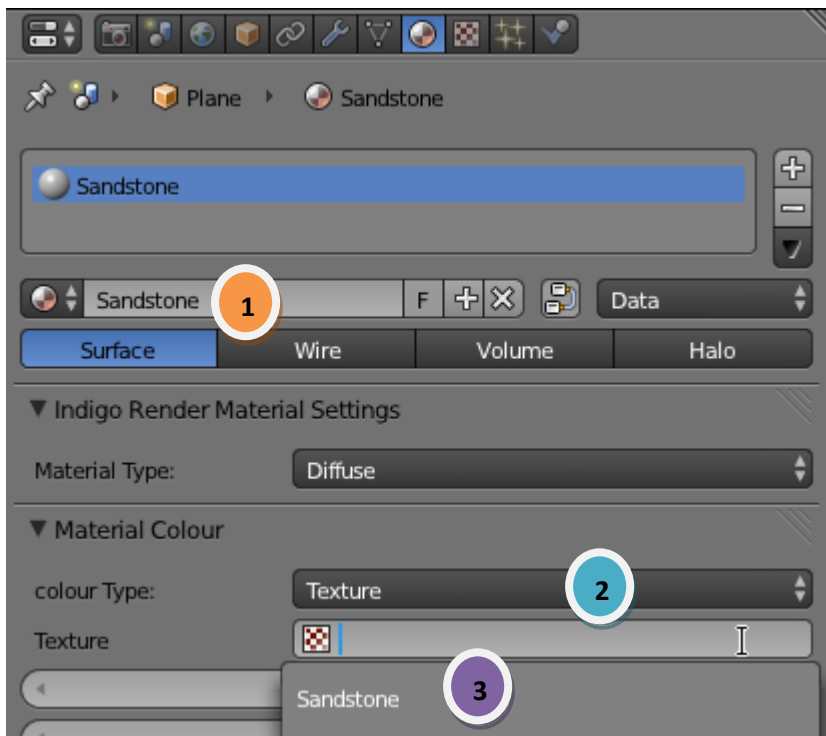 Plane Sandstone
Sandstone
Sandstone 1 F Data
Surface Wire Volume Halo
Indigo Render Material Settings
Material Type: Diffuse
Material Colour
colour Type: Texture 2
Texture
Sandstone 3